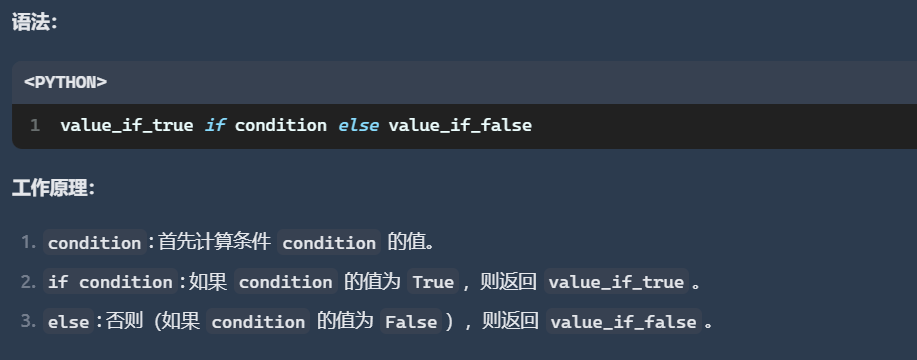 语法：
<PYTHON>
1 value_if_true if condition else value_if_false
工作原理：
1. condition：首先计算条件 condition 的值。
2. if condition：如果 condition 的值为 True，则返回 value_if_true。
3. else：否则（如果 condition 的值为 False），则返回 value_if_false。